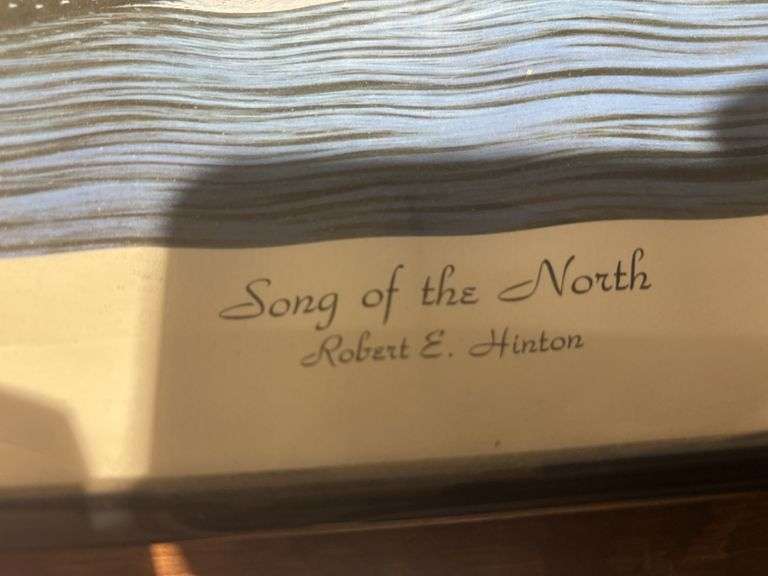 Song of the North
Robert E. Hinton